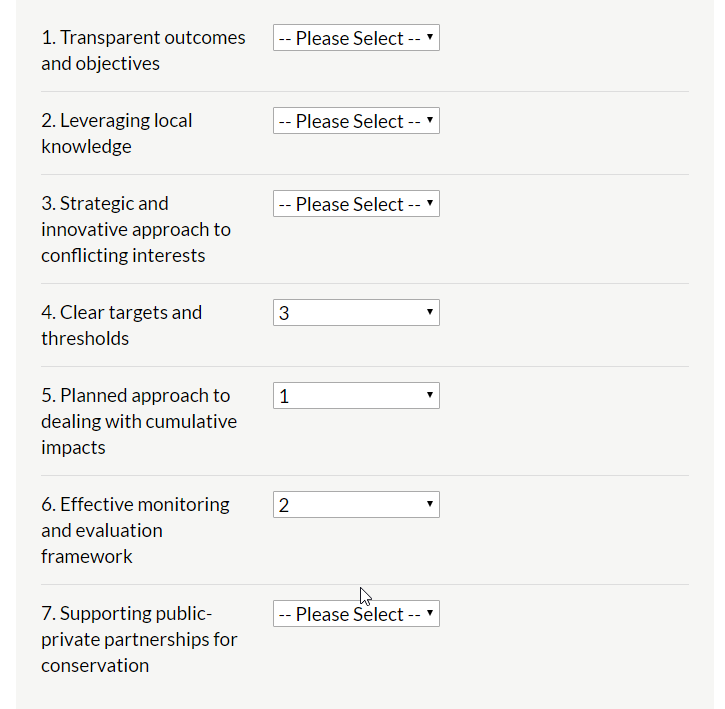 1. Transparent outcomes
and objectives
-- Please Select --
2. Leveraging local
knowledge
-- Please Select --
3. Strategic and
innovative approach to
conflicting interests
-- Please Select --
4. Clear targets and
thresholds
3
5. Planned approach to
dealing with cumulative
impacts
1
6. Effective monitoring
and evaluation
framework
2
7. Supporting public-
private partnerships for
conservation
-- Please Select --